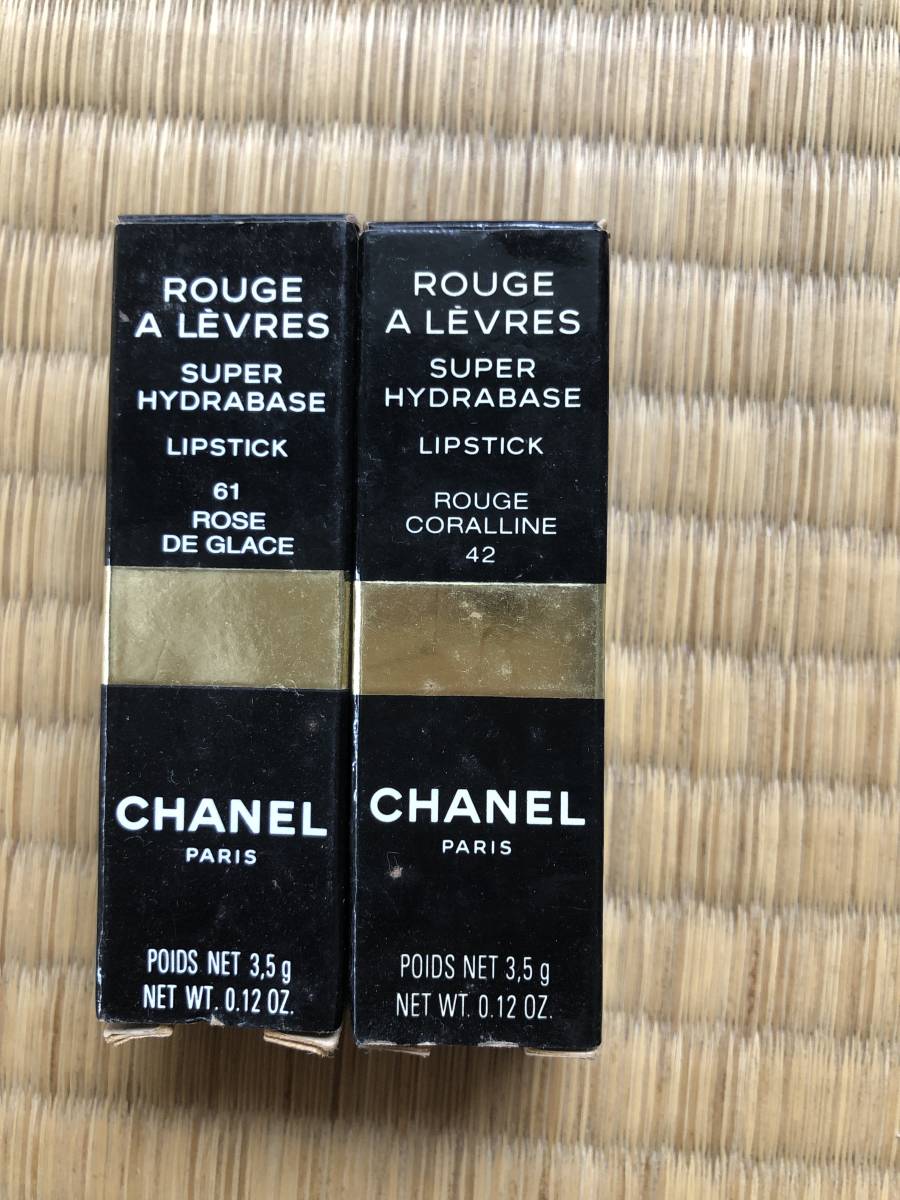 ROUGE
A LÈVRES
SUPER
HYDRABASE
LIPSTICK
61
ROSE
DE GLACE
CHANEL
PARIS
POIDS NET 3,5 g
NET WT. 0.12 OZ.
ROUGE
A LÈVRES
SUPER
HYDRABASE
LIPSTICK
ROUGE
CORALLINE
42
CHANEL
PARIS
POIDS NET 3,5 g
NET WT. 0.12 OZ.